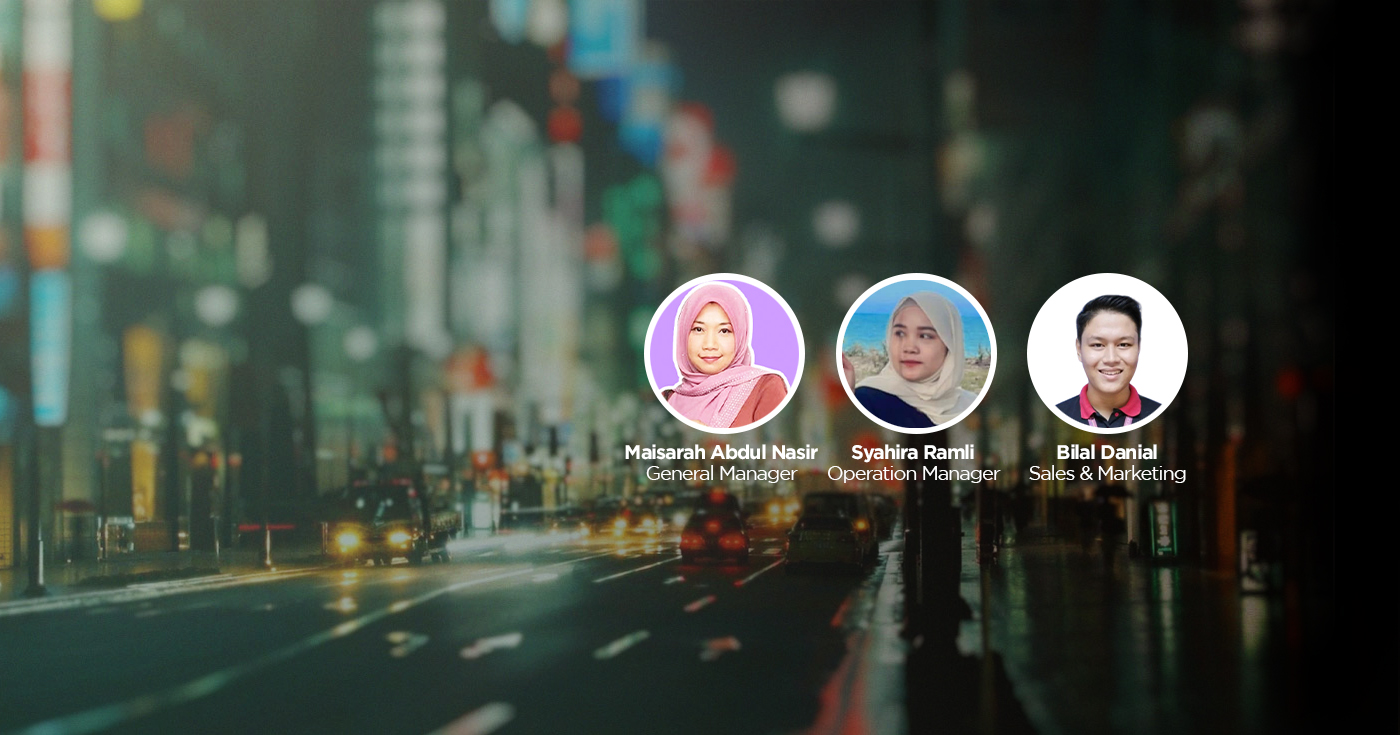 Maisarah Abdul Nasir
General Manager
Syahira Ramli
Operation Manager
Bilal Danial
Sales & Marketing